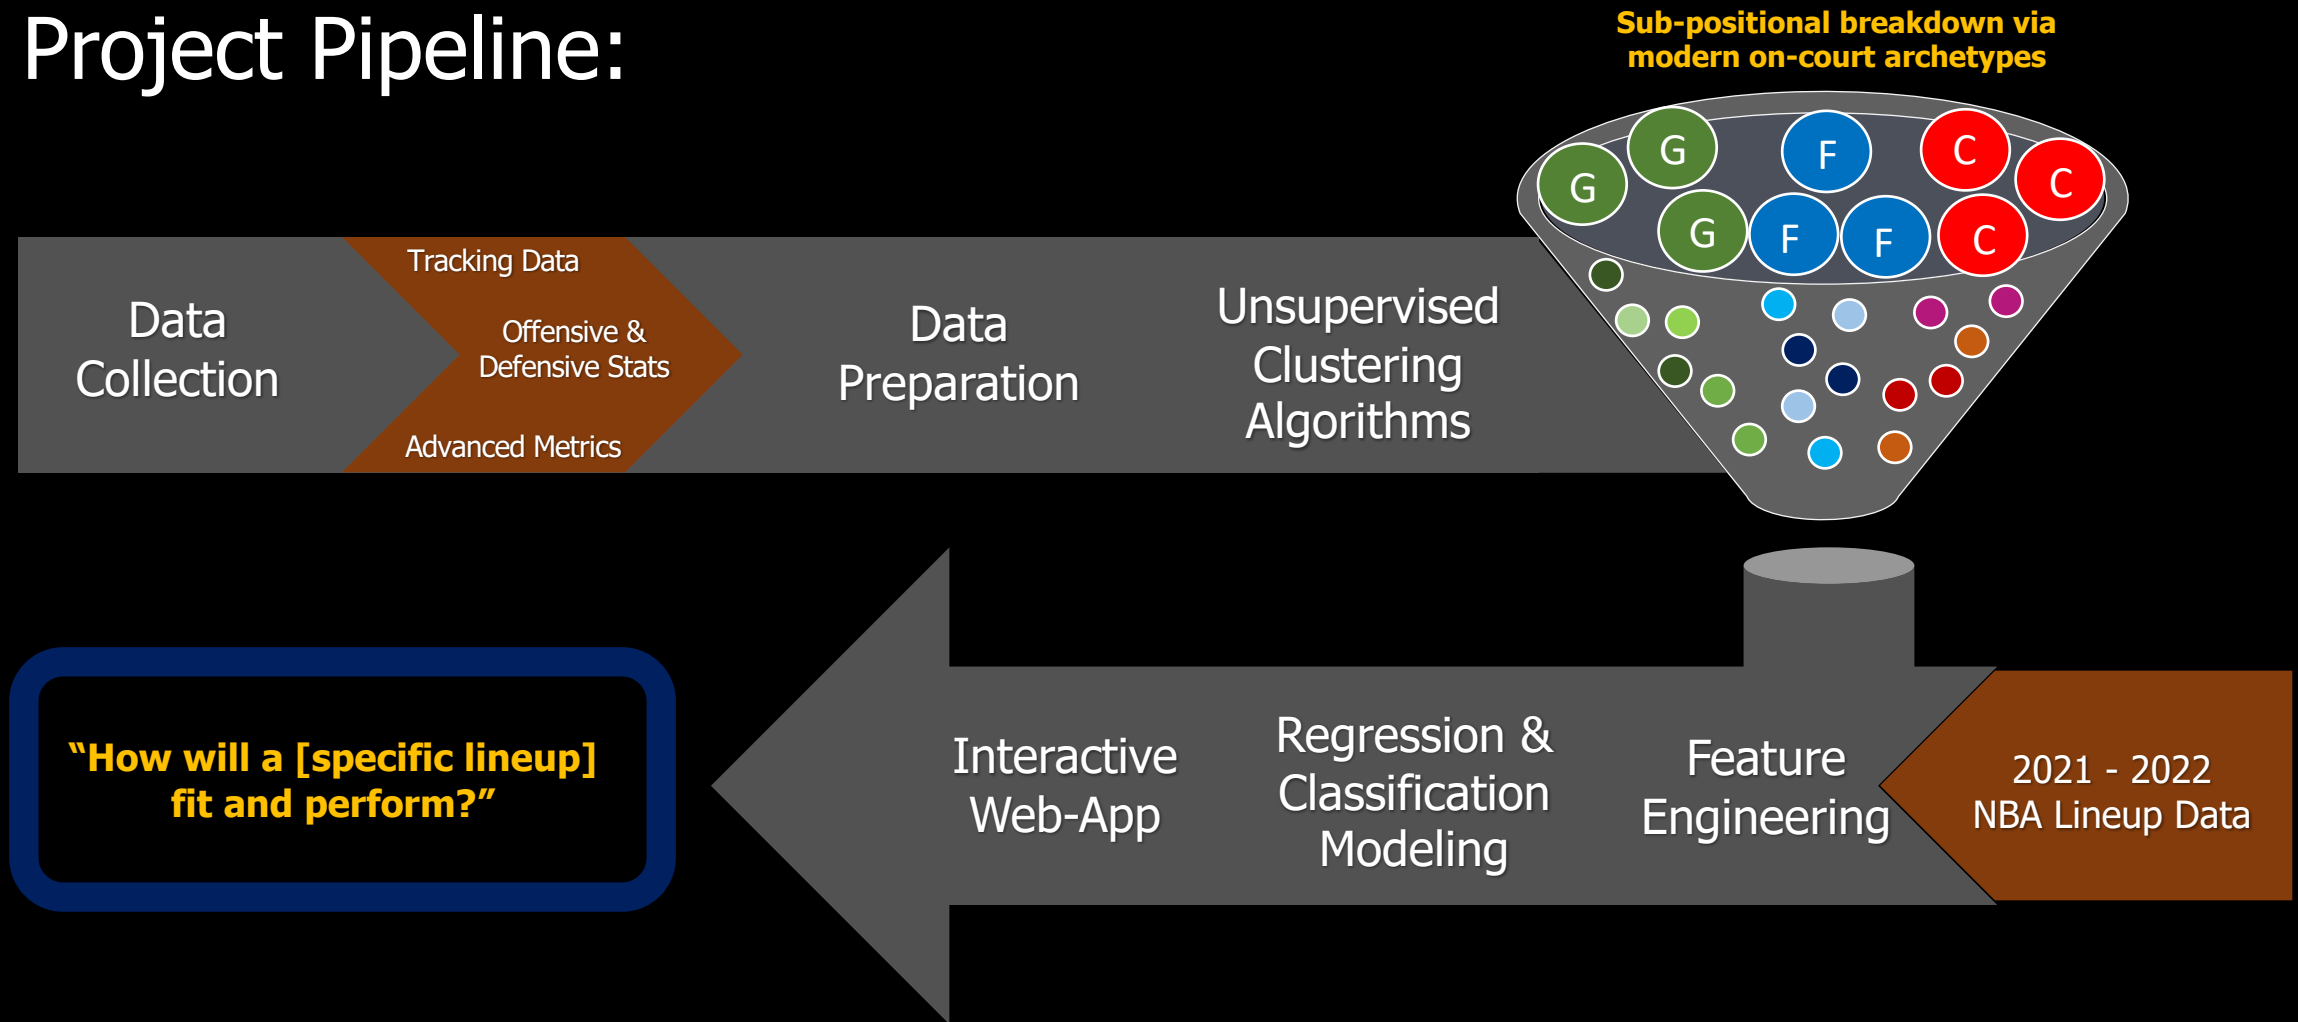 Project Pipeline:
Sub-positional breakdown via
modern on-court archetypes
G
G
G
F
F
F
C
C
C
Data
Collection
Tracking Data
Offensive &
Defensive Stats
Advanced Metrics
Data
Preparation
Unsupervised
Clustering
Algorithms
2021 - 2022
NBA Lineup Data
Feature
Engineering
Regression &
Classification
Modeling
Interactive
Web-App
“How will a [specific lineup]
fit and perform?”